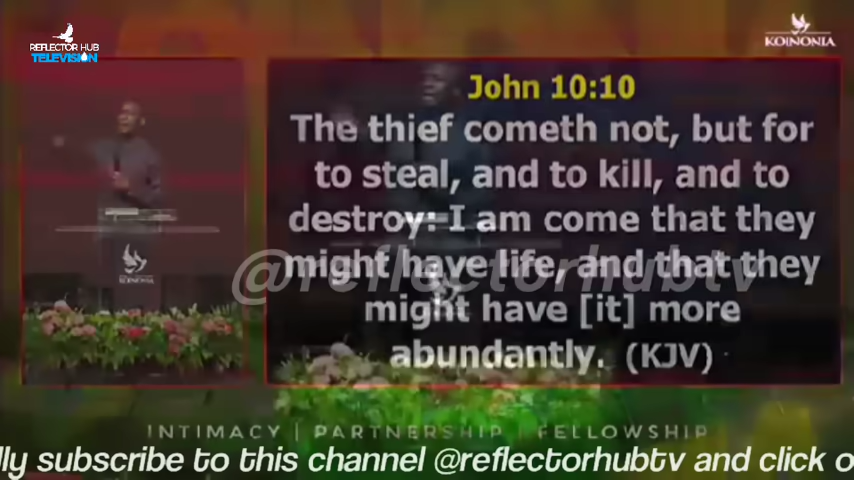 REFLECTOR HUB
TELEVISION
KOINONIA
John 10:10
The thief cometh not, but for
to steal, and to kill, and to
destroy: I am come that they
might have life, and that they
might have [it] more
abundantly. (KJV)
@reflectorhubtv
KOINONIA
INTIMACY | PARTNERSHIP | FELLOWSHIP
lly subscribe to this channel @reflectorhubtv and click o